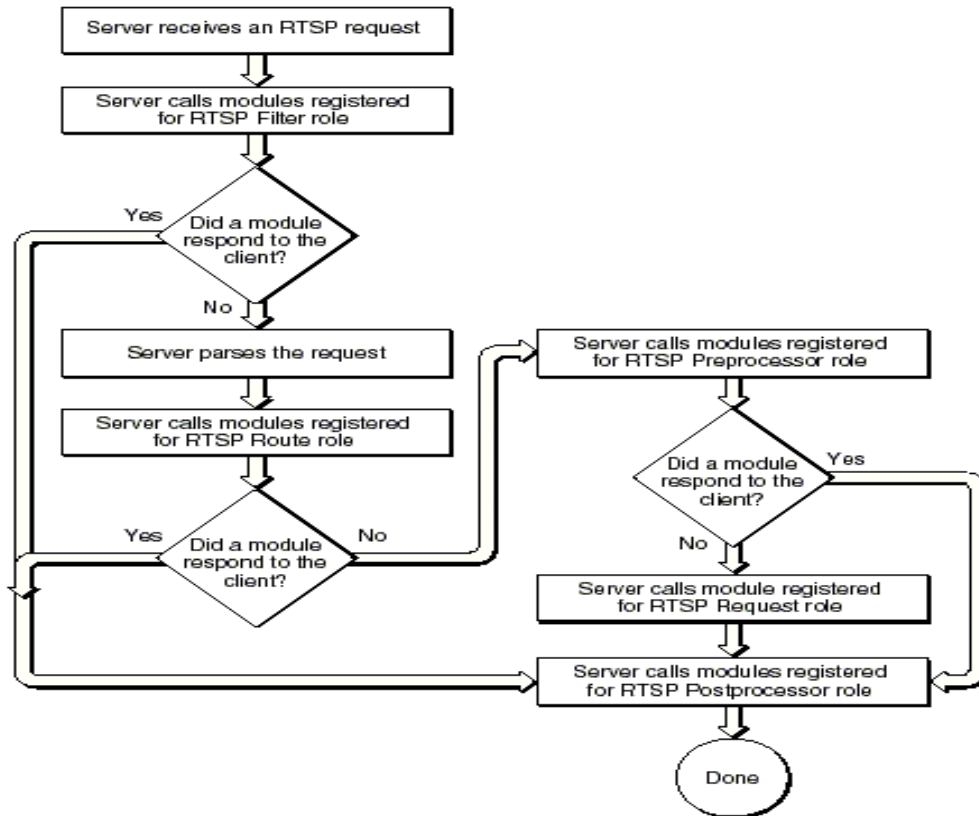 Server receives an RTSP request
Server calls modules registered
for RTSP Filter role
Yes
Did a module
respond to the
client?
No
Server parses the request
Server calls modules registered
for RTSP Route role
Yes
Did a module
respond to the
client?
No
Server calls modules registered
for RTSP Preprocessor role
Did a module
respond to the
client?
Yes
No
Server calls module registered
for RTSP Request role
Server calls modules registered
for RTSP Postprocessor role
Done